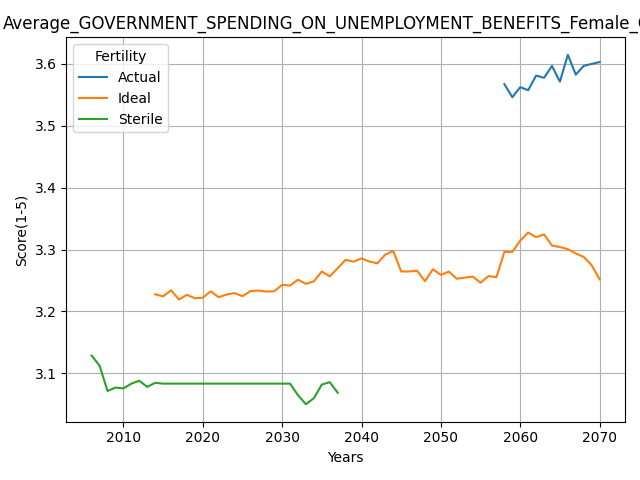 Average_GOVERNMENT_SPENDING_ON_UNEMPLOYMENT_BENEFITS_Female_
Fertility
Actual
Ideal
Sterile
3.6
3.5
3.4
3.3
3.2
3.1
Score(1-5)
2010 2020 2030 2040 2050 2060 2070
Years